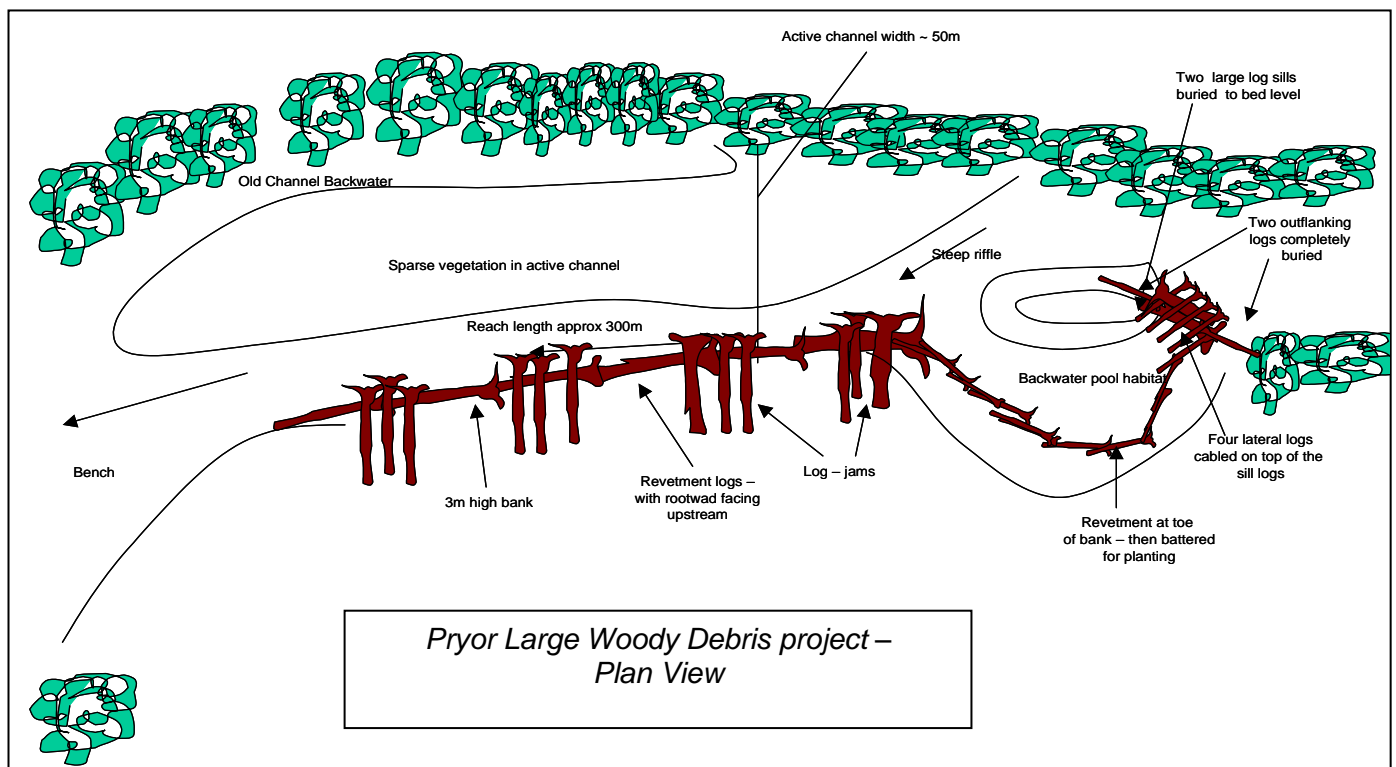 Active channel width ~ 50m
Two large log sills
buried to bed level
Old Channel Backwater
Two outflanking
logs completely
buried
Steep riffle
Sparse vegetation in active channel
Reach length approx 300m
Backwater pool habitat
Bench
3m high bank
Revetment logs –
with rootwad facing
upstream
Log – jams
Four lateral logs
cabled on top of the
sill logs
Revetment at toe
of bank – then battered
for planting
Pryor Large Woody Debris project –
Plan View